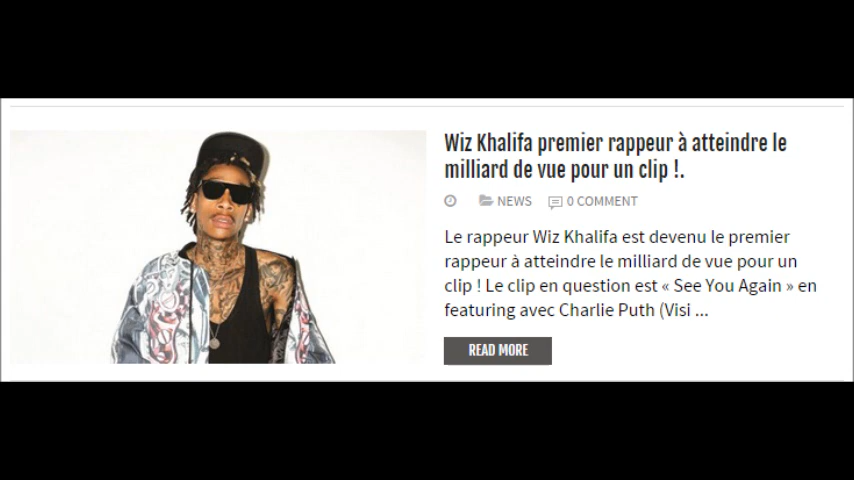 Wiz Khalifa premier rappeur à atteindre le
milliard de vue pour un clip !.
NEWS 0 COMMENT
Le rappeur Wiz Khalifa est devenu le premier
rappeur à atteindre le milliard de vue pour un
clip ! Le clip en question est « See You Again » en
featuring avec Charlie Puth (Visi ...
READ MORE